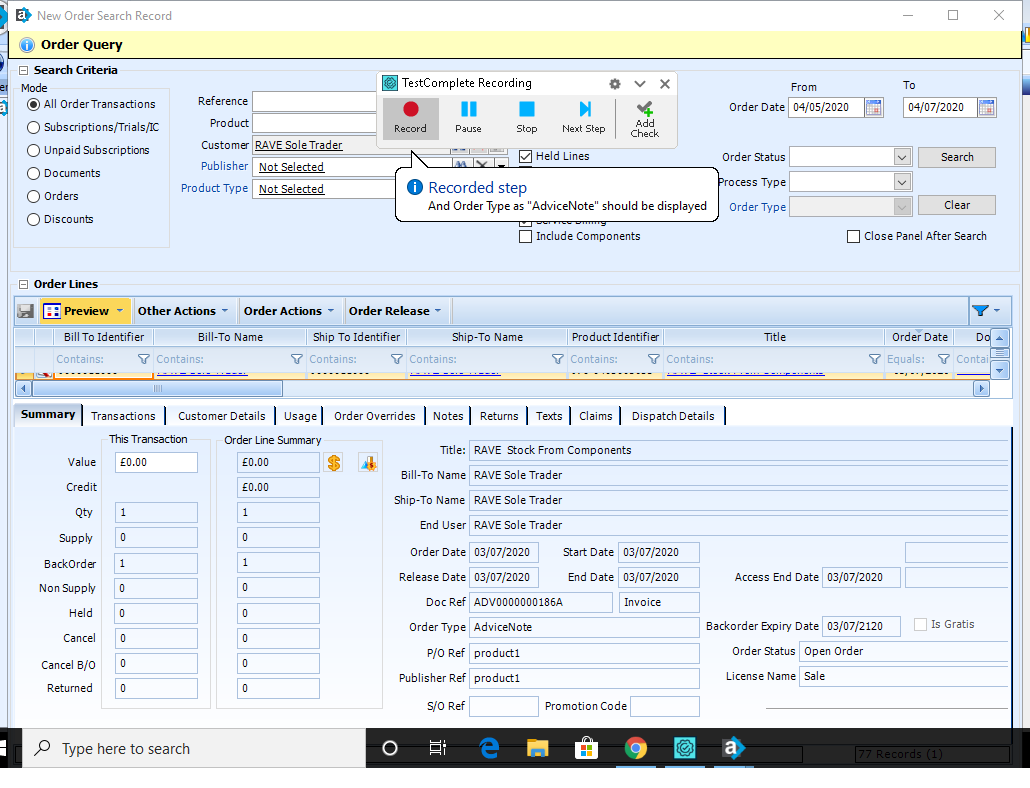 New Order Search Record
Order Query
Search Criteria
Mode
All Order Transactions
Subscriptions/Trials/IC
Unpaid Subscriptions
Documents
Orders
Discounts
Reference
Product
Customer RAVE Sole Trader
Publisher Not Selected
Product Type Not Selected
TestComplete Recording
Record
Pause
Stop
Next Step
Add
Check
Held Lines
Recorded step
And Order Type as "AdviceNote" should be displayed
Service Billing
Include Components
From
To
Order Date 04/05/2020 04/07/2020
Order Status
Search
Process Type
Order Type
Clear
Close Panel After Search
Order Lines
Preview Other Actions Order Actions Order Release
Bill To Identifier Bill-To Name Ship To Identifier Ship-To Name Product Identifier Title Order Date Do
Contains: Contains: Contains: Contains: Contains: Contains: Equals: Contai
RAVE Sole Trader RAVE Sole Trader RAVE Stock From Components
Summary Transactions Customer Details Usage Order Overrides Notes Returns Texts Claims Dispatch Details
This Transaction Order Line Summary
Value £0.00 £0.00
Credit £0.00
Qty 1 1
Supply 0 0
BackOrder 1 1
Non Supply 0 0
Held 0 0
Cancel 0 0
Cancel B/O 0 0
Returned 0 0
Title: RAVE Stock From Components
Bill-To Name RAVE Sole Trader
Ship-To Name RAVE Sole Trader
End User RAVE Sole Trader
Order Date 03/07/2020 Start Date 03/07/2020
Release Date 03/07/2020 End Date 03/07/2020 Access End Date 03/07/2020
Doc Ref ADV0000000186A Invoice
Order Type AdviceNote Backorder Expiry Date 03/07/2120 Is Gratis
P/O Ref product1 Order Status Open Order
Publisher Ref product1 License Name Sale
S/O Ref Promotion Code
Type here to search
77 Records (1)